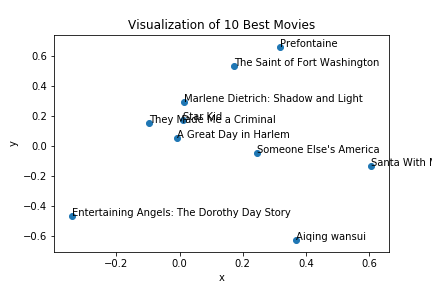 Visualization of 10 Best Movies
Prefontaine
The Saint of Fort Washington
Marlene Dietrich: Shadow and Light
Star Kid
They Made Me a Criminal
A Great Day in Harlem
Someone Else's America
Santa With
Entertaining Angels: The Dorothy Day Story
Aiqing wansui
y
0.6
0.4
0.2
0.0
−0.2
−0.4
−0.6
−0.2
0.0
0.2
0.4
0.6
x